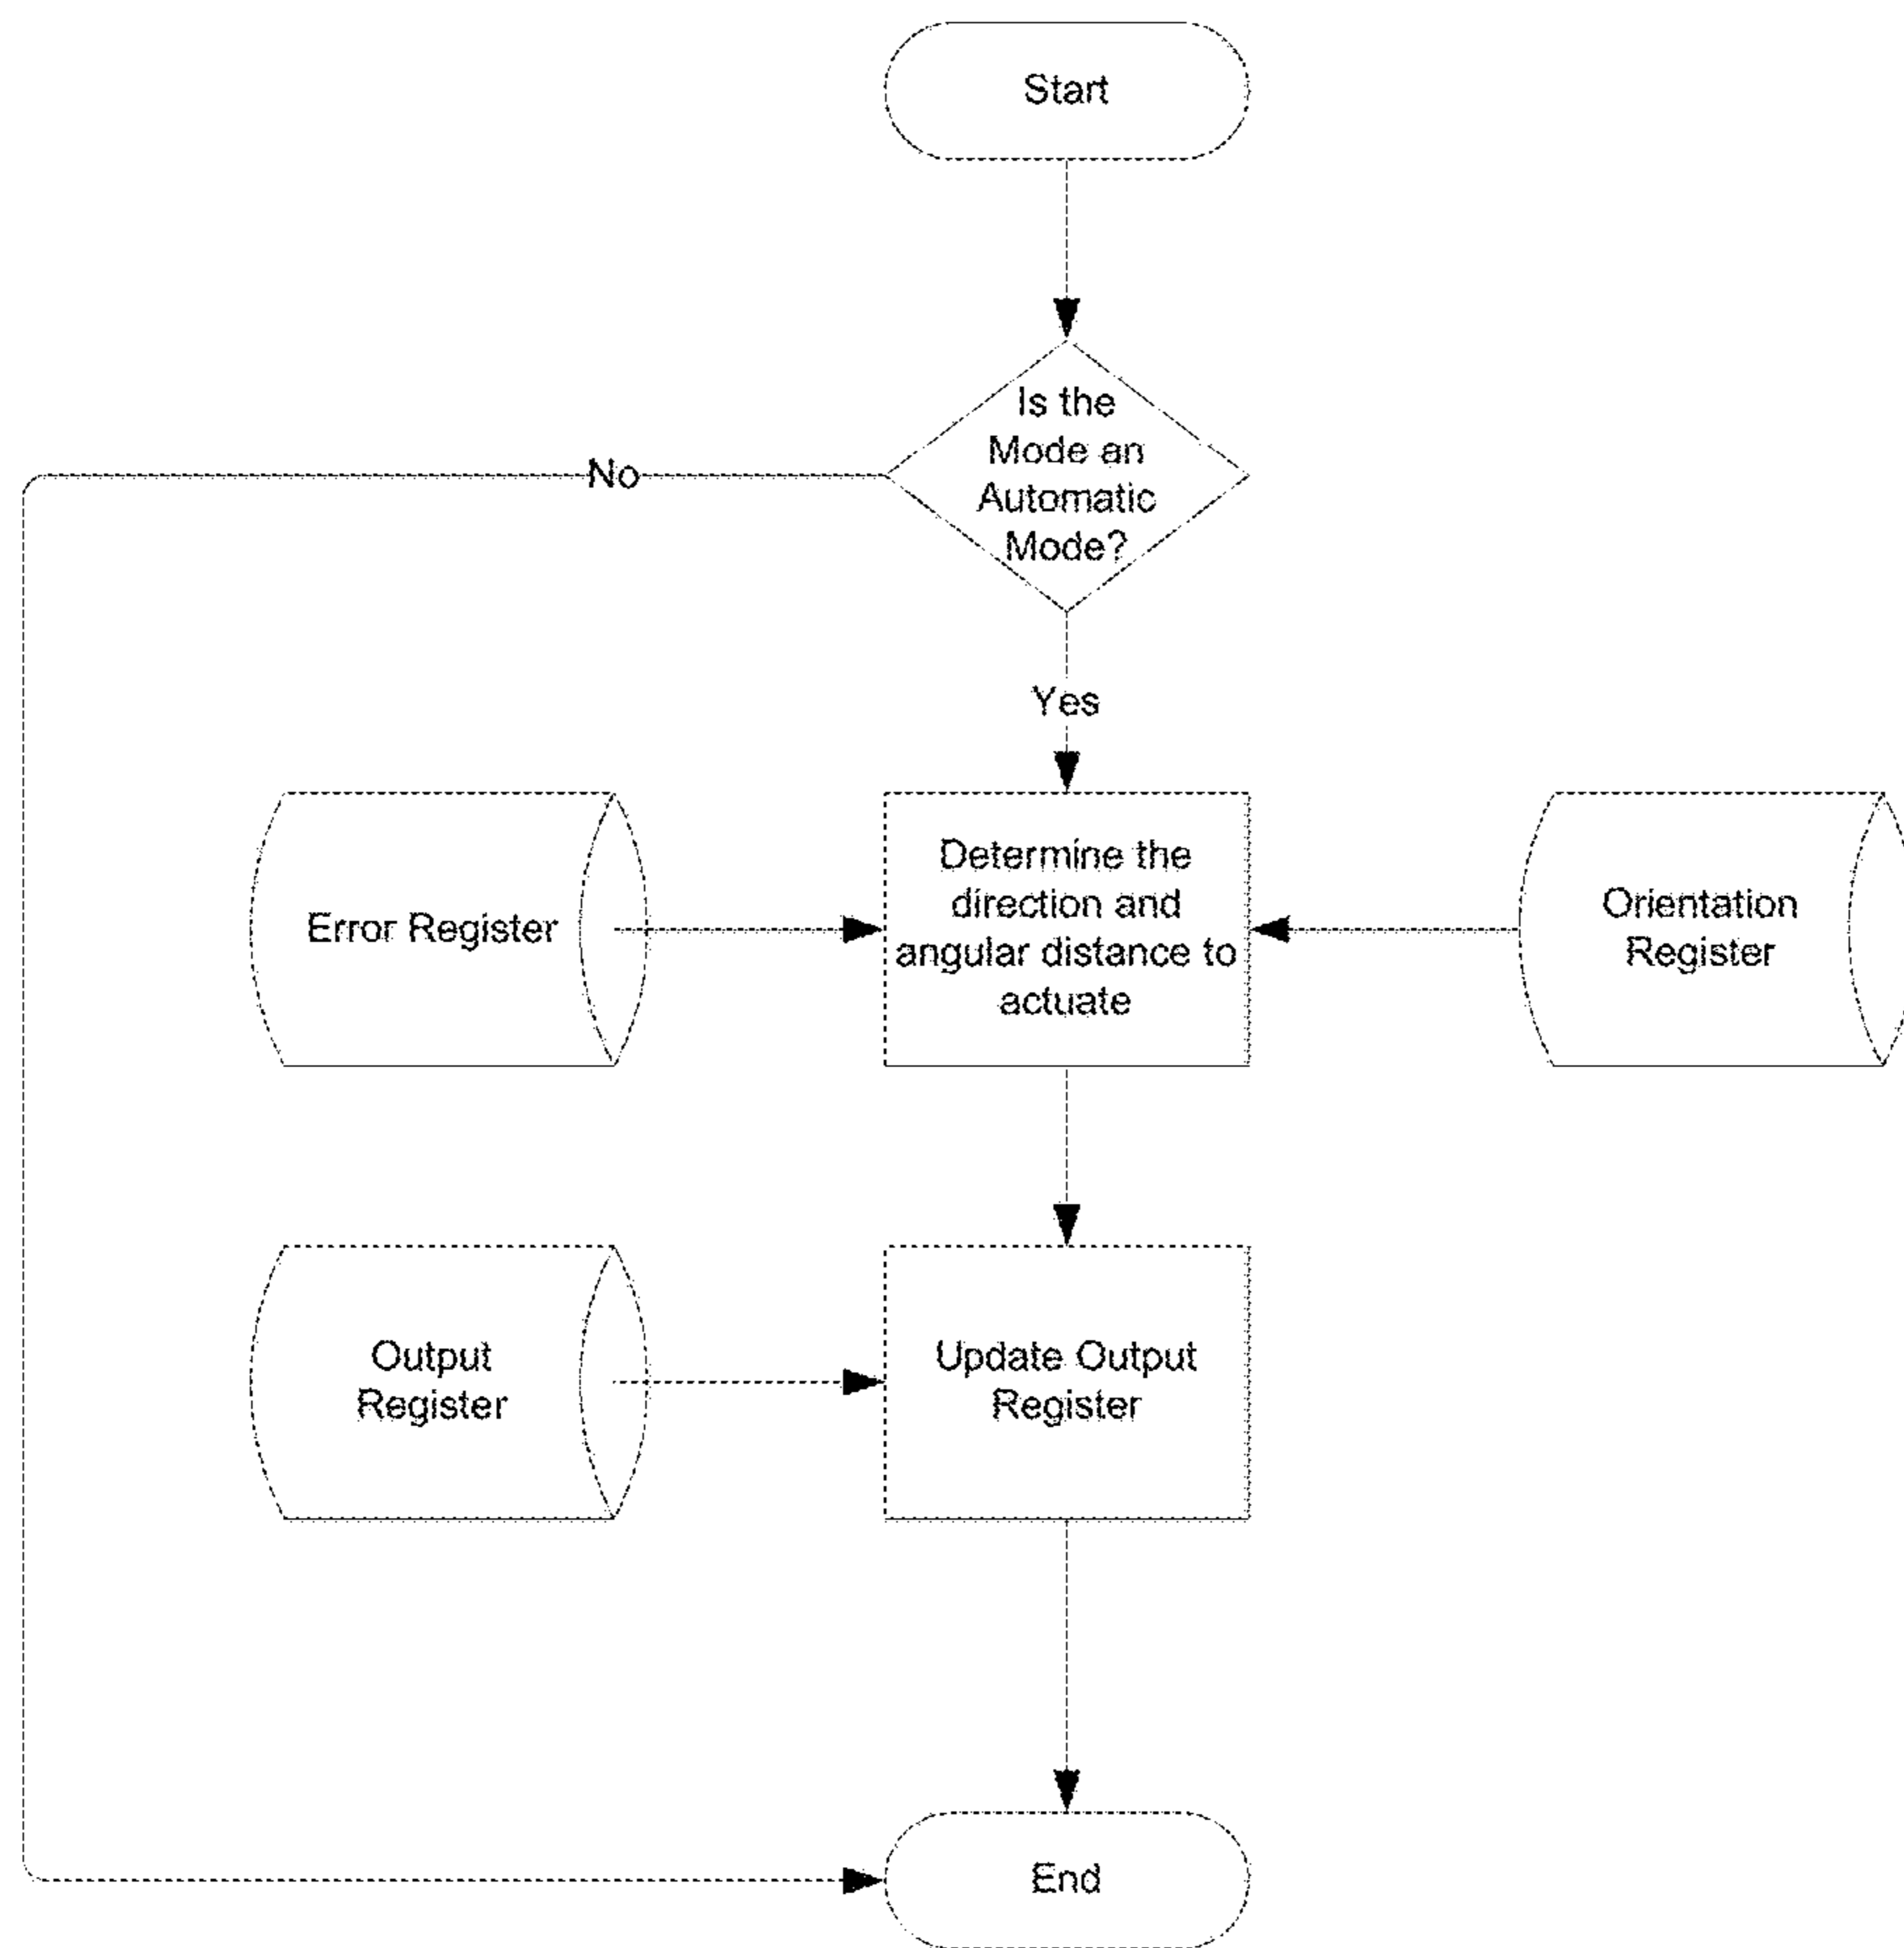 Start
Is the
Mode an
Automatic
Mode?
No
Yes
Error Register
Determine the
direction and
angular distance to
actuate
Orientation
Register
Output
Register
Update Output
Register
End